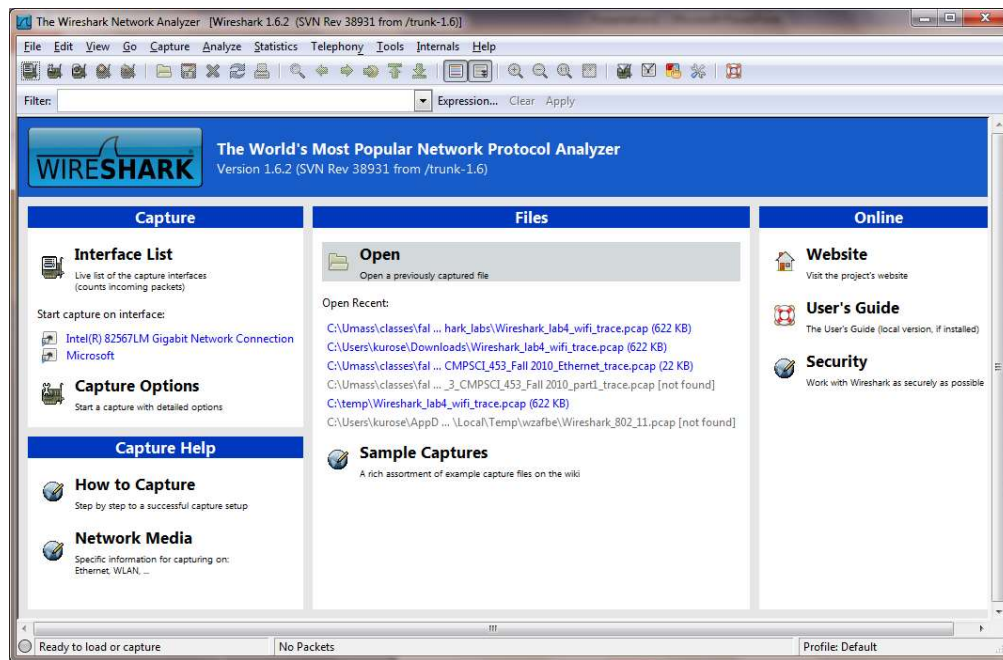 The Wireshark Network Analyzer [Wireshark 1.6.2 (SVN Rev 38931 from /trunk-1.6)]
File Edit View Go Capture Analyze Statistics Telephony Tools Internals Help
Filter: Expression... Clear Apply
WIRESHARK
The World's Most Popular Network Protocol Analyzer
Version 1.6.2 (SVN Rev 38931 from /trunk-1.6)
Capture
Interface List
Live list of the capture interfaces
(counts incoming packets)
Start capture on interface:
Intel(R) 82567LM Gigabit Network Connection
Microsoft
Capture Options
Start a capture with detailed options
Capture Help
How to Capture
Step by step to a successful capture setup
Network Media
Specific information for capturing on:
Ethernet, WLAN, ...
Files
Open
Open a previously captured file
Open Recent:
C:\Umass\classes\fal ... hark_labs\Wireshark_lab4_wifi_trace.pcap (622 KB)
C:\Users\kurose\Downloads\Wireshark_lab4_wifi_trace.pcap (622 KB)
C:\Umass\classes\fal ... CMPSCI_453_Fall 2010_Ethernet_trace.pcap (22 KB)
C:\Umass\classes\fal ... _3_CMPSCI_453_Fall 2010_part1_trace.pcap [not found]
C:\temp\Wireshark_lab4_wifi_trace.pcap (622 KB)
C:\Users\kurose\AppD ... \Local\Temp\wzafbe\Wireshark_802_11.pcap [not found]
Sample Captures
A rich assortment of example capture files on the wiki
Online
Website
Visit the project's website
User's Guide
The User's Guide (local version, if installed)
Security
Work with Wireshark as securely as possible
Ready to load or capture
No Packets
Profile: Default